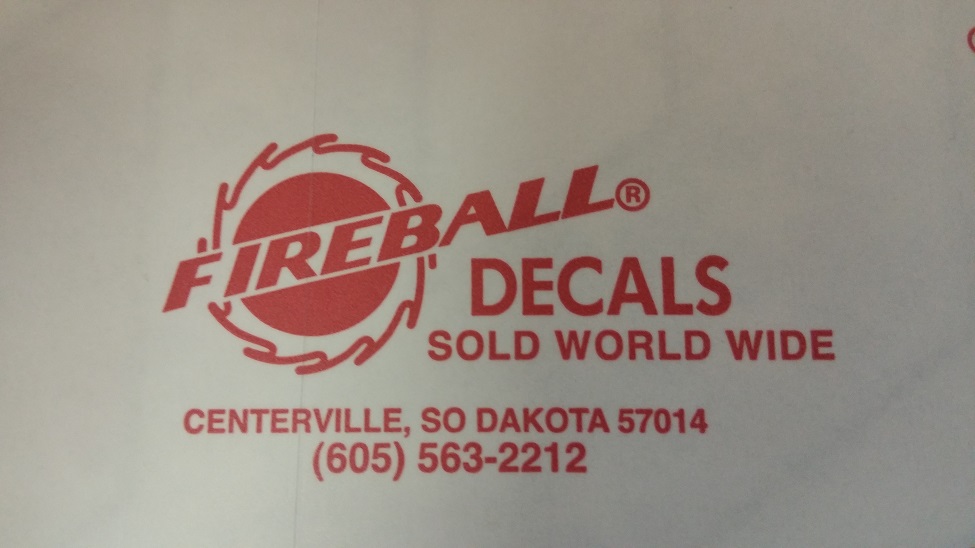 FIREBALL®
DECALS
SOLD WORLD WIDE
CENTERVILLE, SO DAKOTA 57014
(605) 563-2212